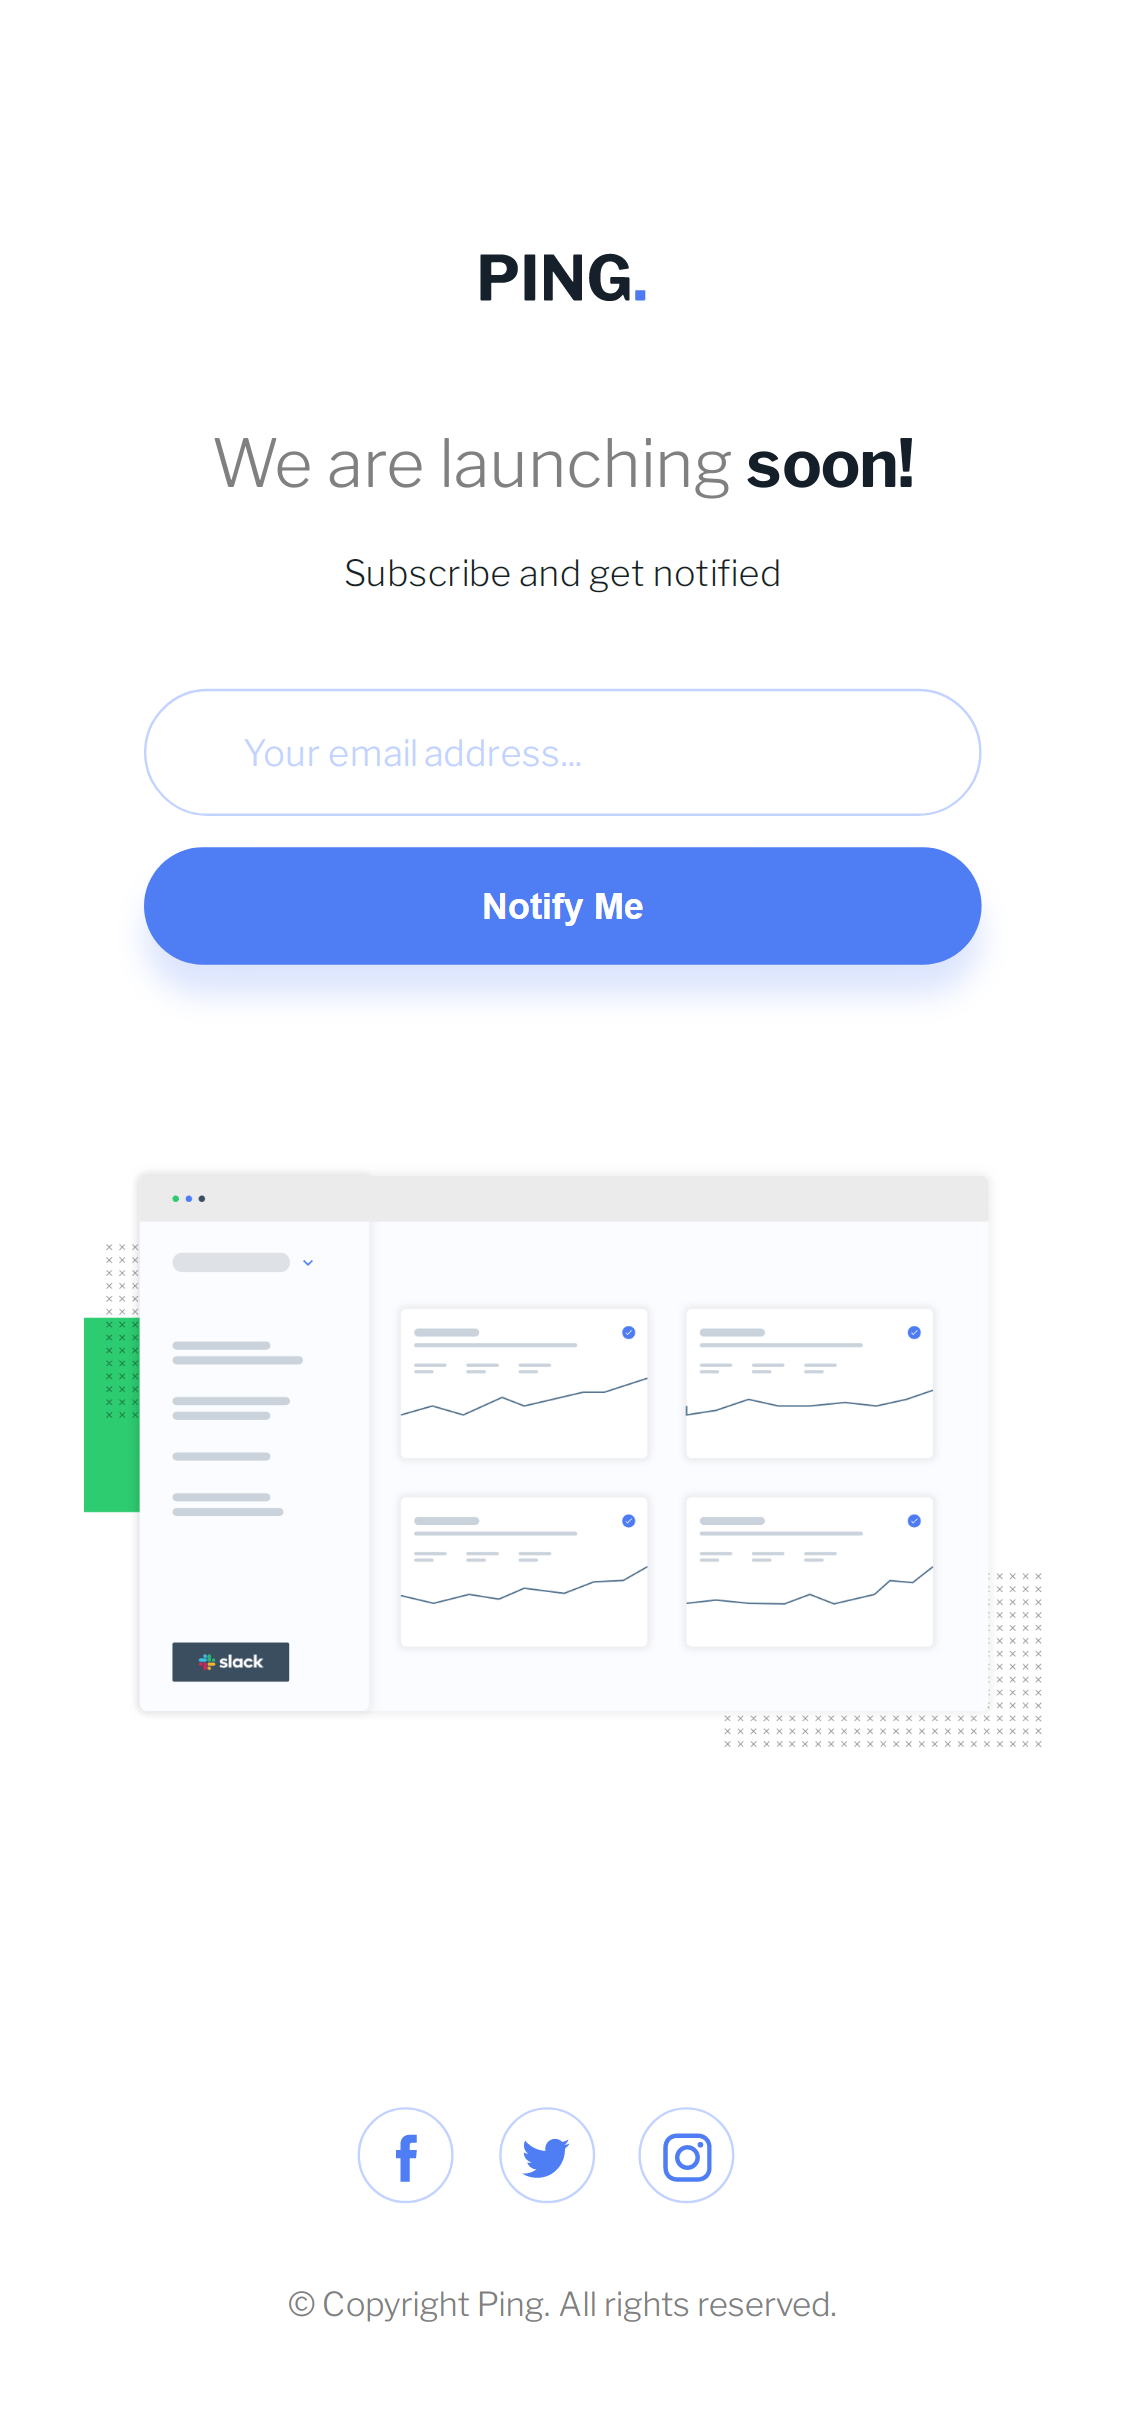 PING.
We are launching soon!
Subscribe and get notified
Your email address...
Notify Me
slack
© Copyright Ping. All rights reserved.